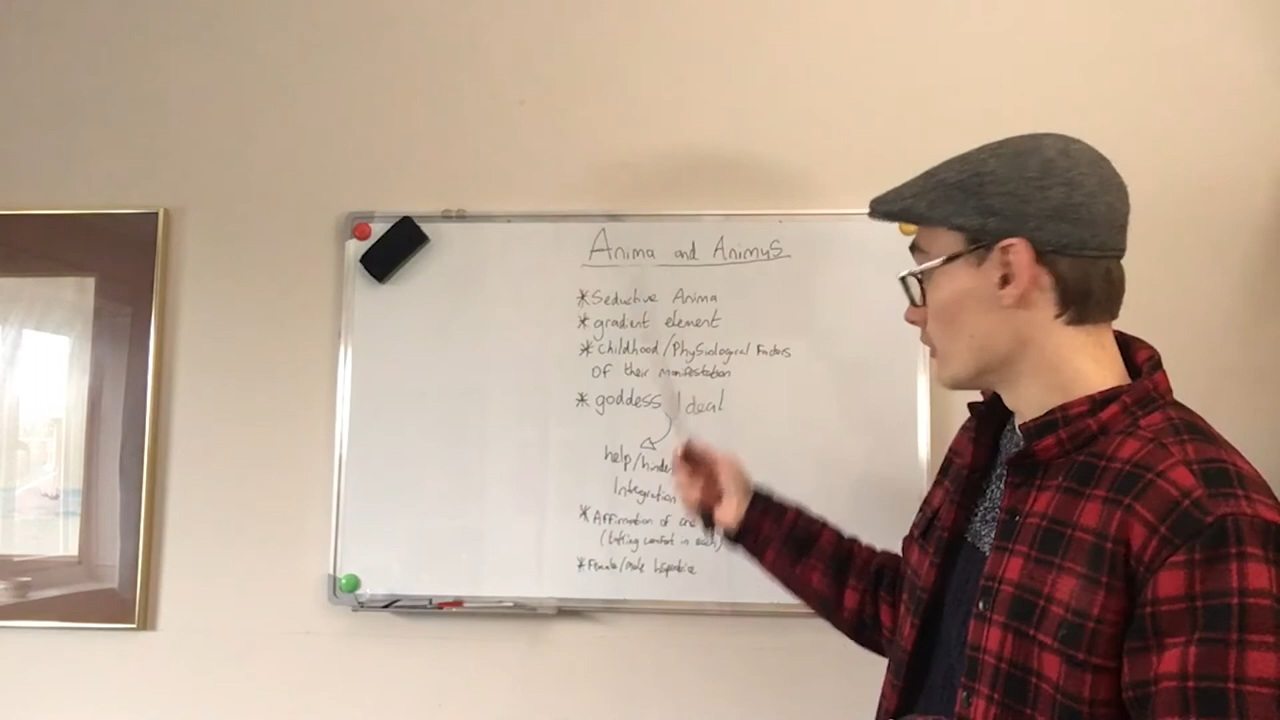 Anima and Animus
* Seductive Anima
* gradient element
* childhood/Physiological Factors
OF their manifestation
* goddess Ideal
help/hinder
Integration
* Affirmation of one
(taking comfort in each)
* Female/male